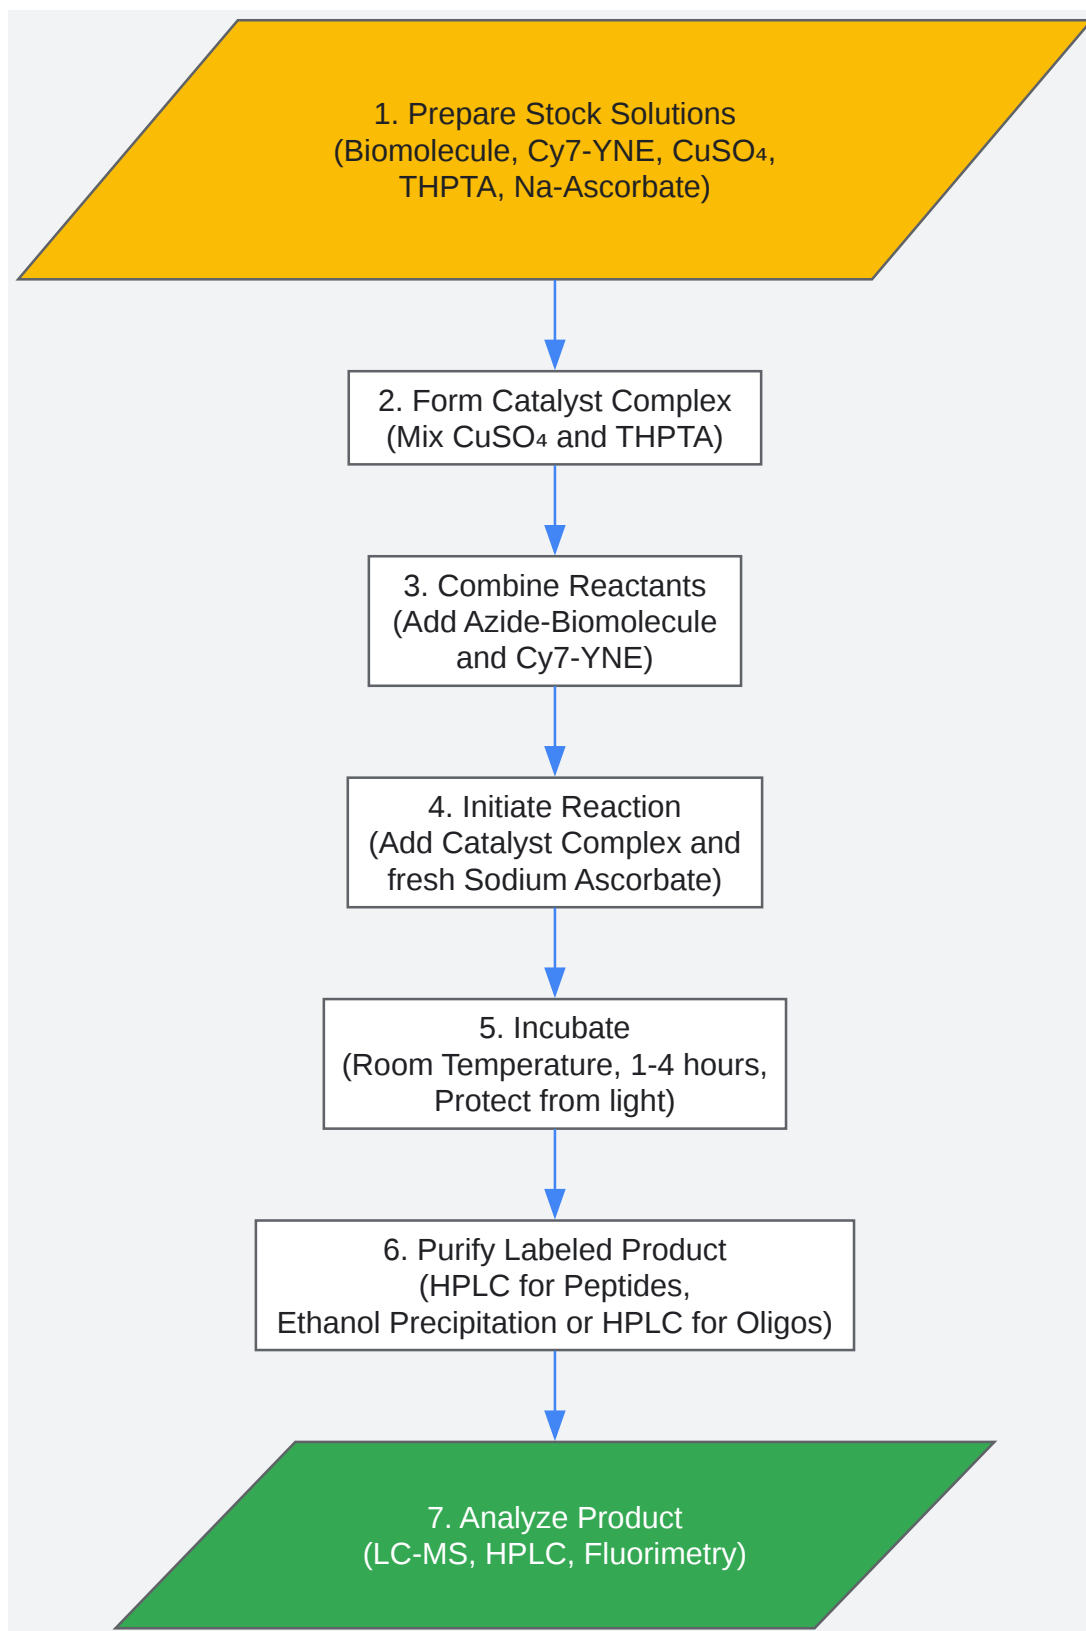 1. Prepare Stock Solutions
(Biomolecule, Cy7-YNE, CuSO₄,
THPTA, Na-Ascorbate)
2. Form Catalyst Complex
(Mix CuSO₄ and THPTA)
3. Combine Reactants
(Add Azide-Biomolecule
and Cy7-YNE)
4. Initiate Reaction
(Add Catalyst Complex and
fresh Sodium Ascorbate)
5. Incubate
(Room Temperature, 1-4 hours,
Protect from light)
6. Purify Labeled Product
(HPLC for Peptides,
Ethanol Precipitation or HPLC for Oligos)
7. Analyze Product
(LC-MS, HPLC, Fluorimetry)